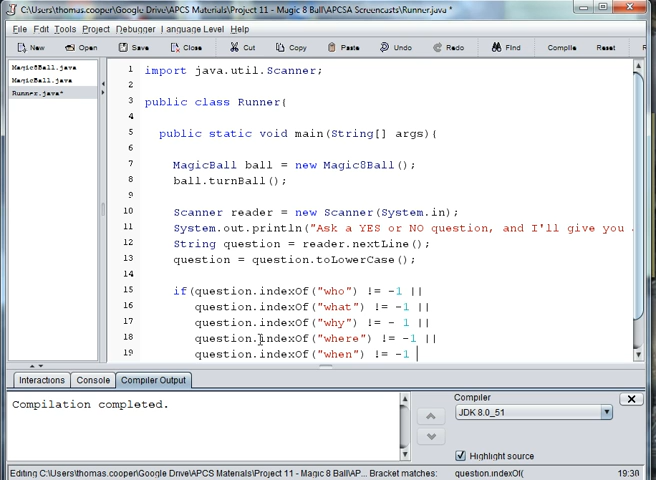 C:\Users\thomas.cooper\Google Drive\APCS Materials\Project 11 - Magic 8 Ball\APCSA Screencasts\Runner.java *
File Edit Tools Project Debugger Language Level Help
New Open Save Close Cut Copy Paste Undo Redo Find Compile Reset
Magic8Ball.java
MagicBall.java
Runner.java*
1 import java.util.Scanner;
2
3 public class Runner{
4
5 public static void main(String[] args){
6
7 MagicBall ball = new Magic8Ball();
8 ball.turnBall();
9
10 Scanner reader = new Scanner(System.in);
11 System.out.println("Ask a YES or NO question, and I'll give you
12 String question = reader.nextLine();
13 question = question.toLowerCase();
14
15 if(question.indexOf("who") != -1 ||
16 question.indexOf("what") != -1 ||
17 question.indexOf("why") != - 1 ||
18 question.indexOf("where") != -1 ||
19 question.indexOf("when") != -1
Interactions Console Compiler Output
Compilation completed.
Compiler
JDK 8.0_51
Highlight source
Editing C:\Users\thomas.cooper\Google Drive\APCS Materials\Project 11 - Magic 8 Ball\AP... Bracket matches: question.indexOf( 19:38